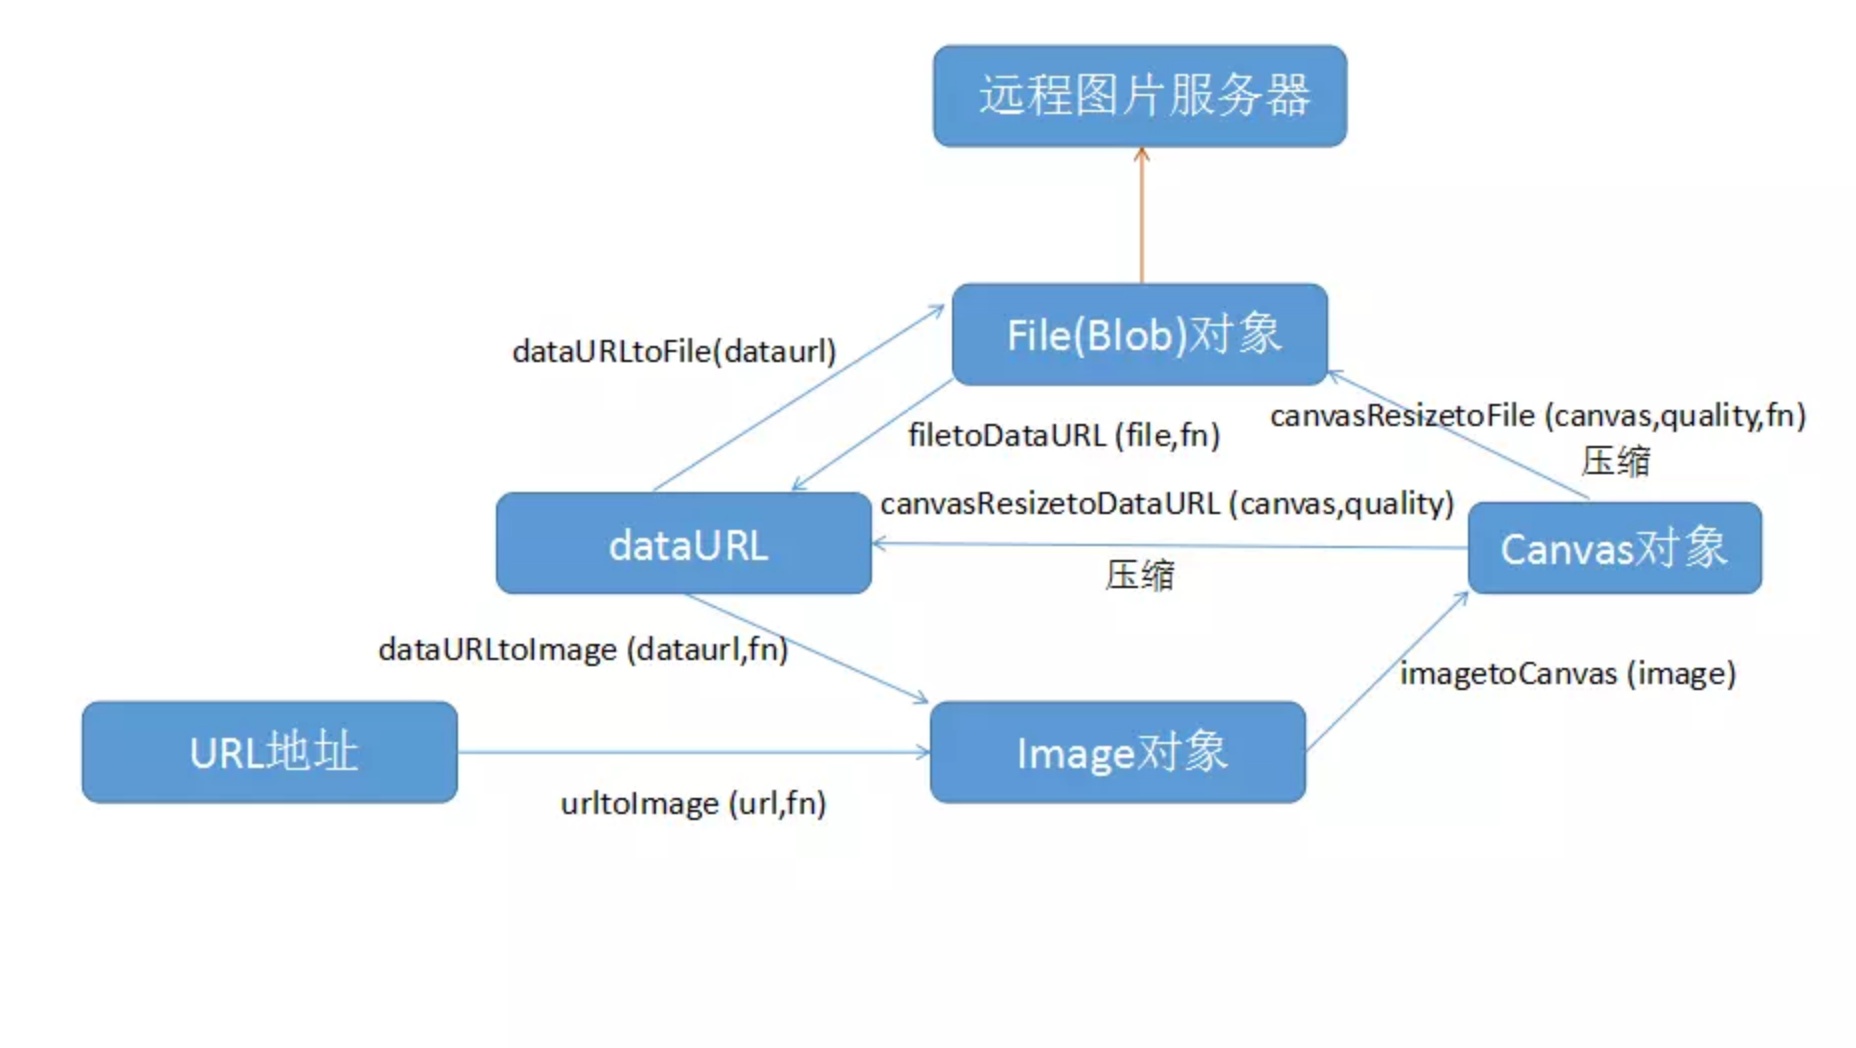 远程图片服务器
File(Blob)对象
dataURLtoFile(dataurl)
filetoDataURL (file,fn)
canvasResizetoFile (canvas,quality,fn)
压缩
canvasResizetoDataURL (canvas,quality)
dataURL
Canvas对象
压缩
dataURLtoImage (dataurl,fn)
imagetoCanvas (image)
URL地址
Image对象
urltoImage (url,fn)